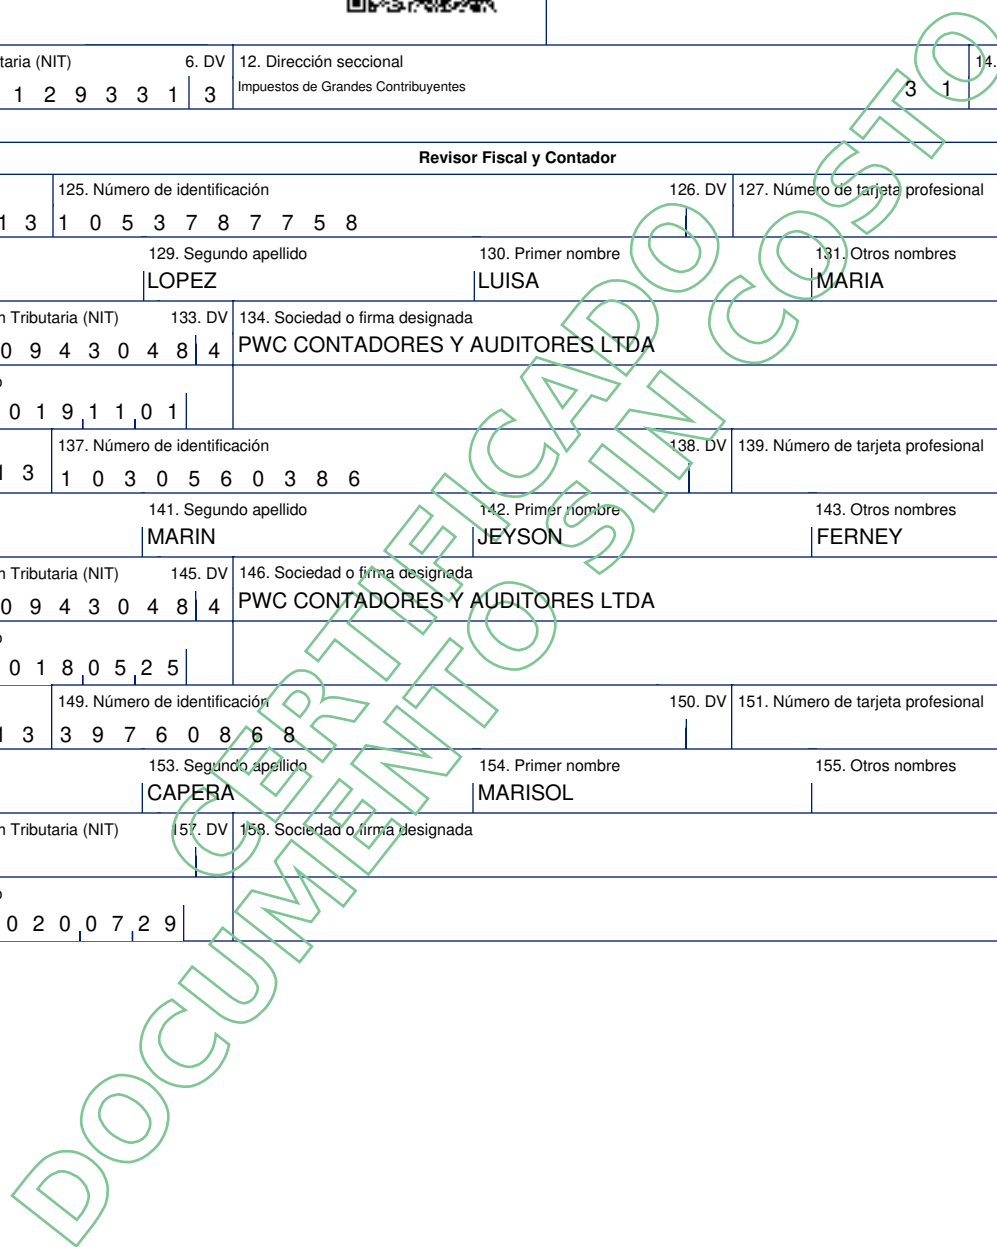 taria (NIT) 6. DV 12. Dirección seccional 14.
1 2 9 3 3 1 3 Impuestos de Grandes Contribuyentes 3 1
Revisor Fiscal y Contador
125. Número de identificación 126. DV 127. Número de tarjeta profesional
1 3 1 0 5 3 7 8 7 7 5 8
129. Segundo apellido 130. Primer nombre 131. Otros nombres
LOPEZ LUISA MARIA
n Tributaria (NIT) 133. DV 134. Sociedad o firma designada
0 9 4 3 0 4 8 4 PWC CONTADORES Y AUDITORES LTDA
o
0 1 9 1 1 0 1
137. Número de identificación 138. DV 139. Número de tarjeta profesional
1 3 1 0 3 0 5 6 0 3 8 6
141. Segundo apellido 142. Primer nombre 143. Otros nombres
MARIN JEYSON FERNEY
n Tributaria (NIT) 145. DV 146. Sociedad o firma designada
0 9 4 3 0 4 8 4 PWC CONTADORES Y AUDITORES LTDA
o
0 1 8 0 5 2 5
149. Número de identificación 150. DV 151. Número de tarjeta profesional
1 3 3 9 7 6 0 8 6 8
153. Segundo apellido 154. Primer nombre 155. Otros nombres
CAPERA MARISOL
n Tributaria (NIT) 157. DV 158. Sociedad o firma designada
o
0 2 0 0 7 2 9
CERTIFICADO
DOCUMENTO SIN COSTO